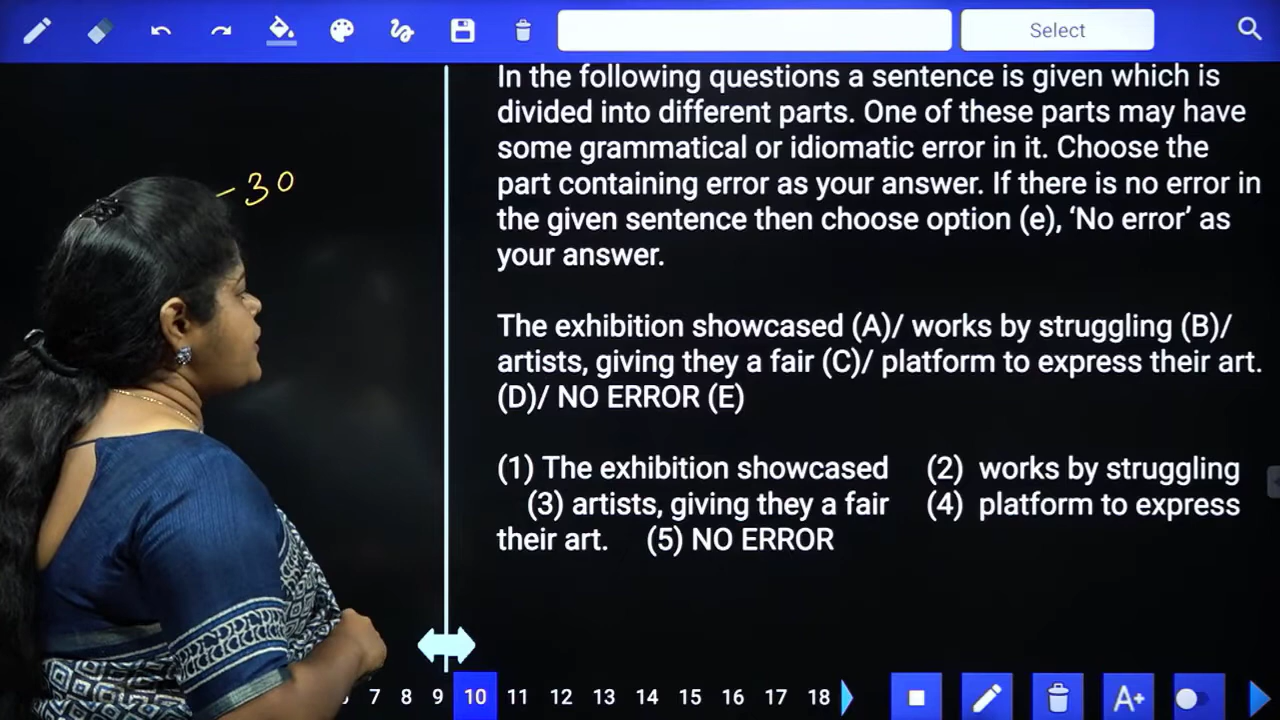 Select
- 30
In the following questions a sentence is given which is
divided into different parts. One of these parts may have
some grammatical or idiomatic error in it. Choose the
part containing error as your answer. If there is no error in
the given sentence then choose option (e), ‘No error’ as
your answer.
The exhibition showcased (A)/ works by struggling (B)/
artists, giving they a fair (C)/ platform to express their art.
(D)/ NO ERROR (E)
(1) The exhibition showcased (2) works by struggling
(3) artists, giving they a fair (4) platform to express
their art. (5) NO ERROR
7 8 9 10 11 12 13 14 15 16 17 18 A+